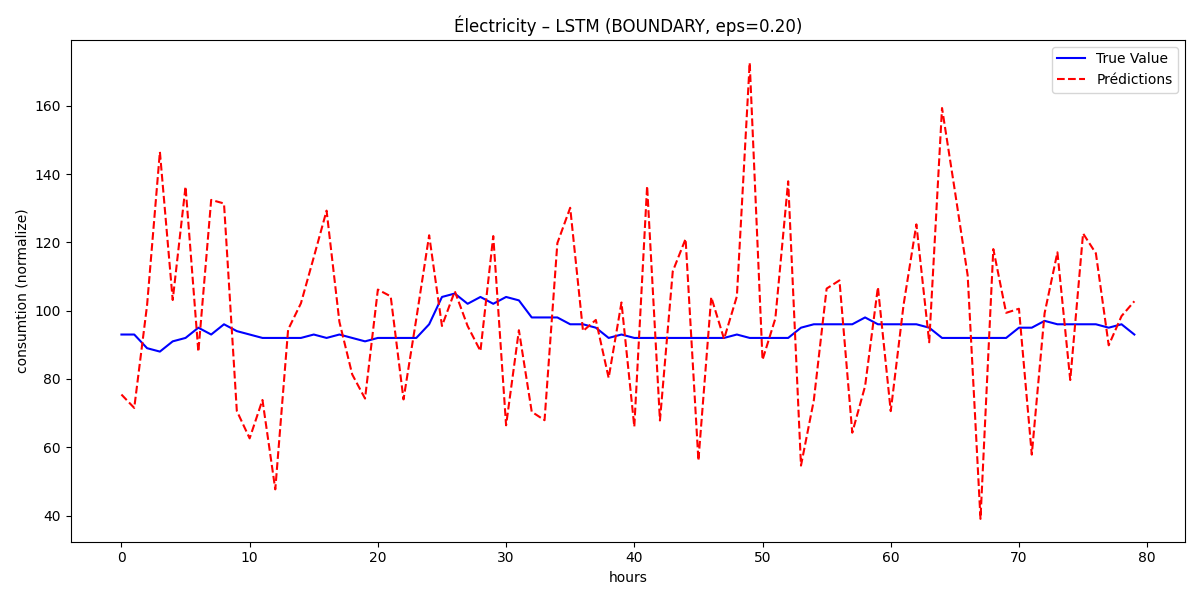 Électricity – LSTM (BOUNDARY, eps=0.20)
True Value
Prédictions
consumtion (normalize)
160
140
120
100
80
60
40
0 10 20 30 40 50 60 70 80
hours